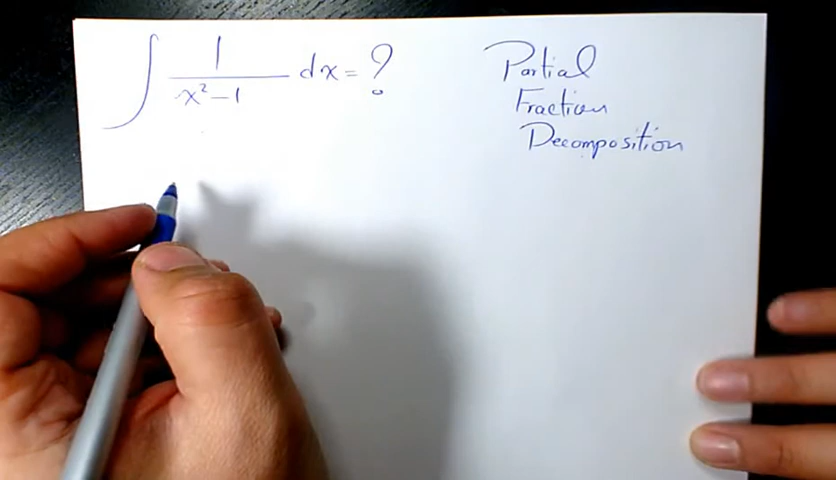 ∫ 1/(x² - 1) dx = ?
Partial
Fraction
Decomposition